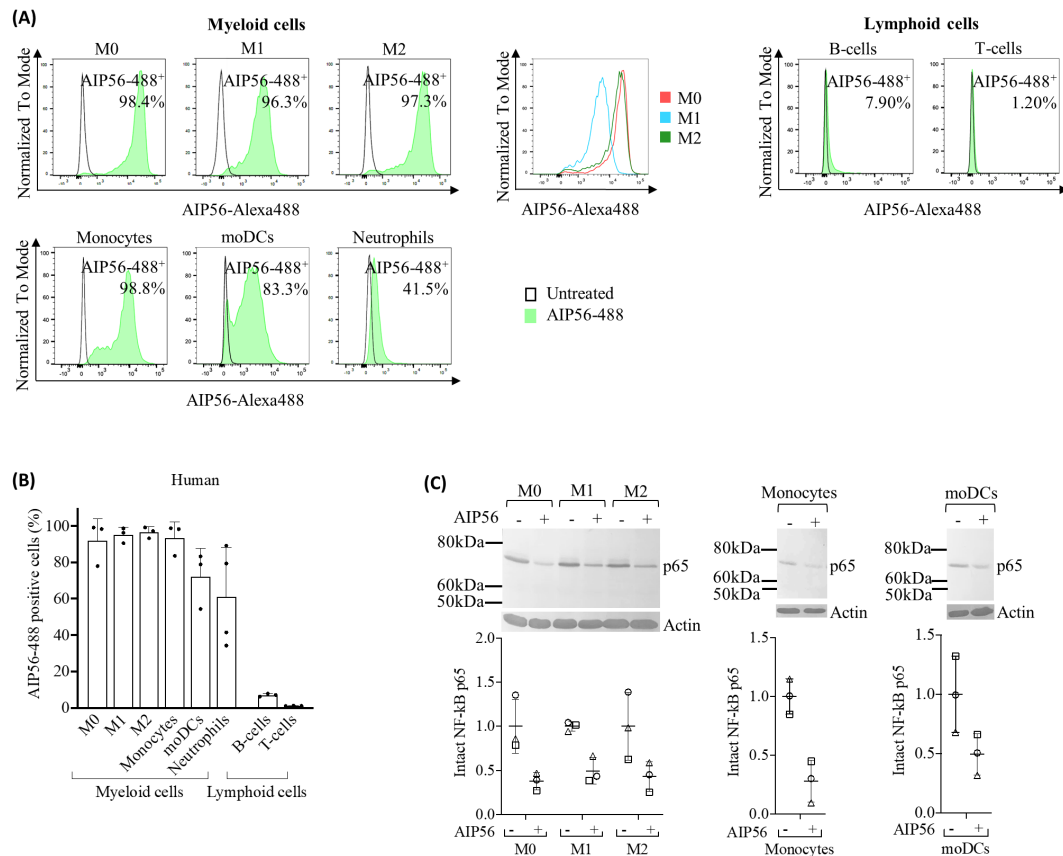 (A)
Myeloid cells
Lymphoid cells
M0
M1
M2
B-cells
T-cells
Normalized To Mode
AIP56-488+
98.4%
AIP56-488+
96.3%
AIP56-488+
97.3%
AIP56-Alexa488
Normalized To Mode
M0
M1
M2
AIP56-Alexa488
Normalized To Mode
AIP56-488+
7.90%
AIP56-488+
1.20%
AIP56-Alexa488
Monocytes
moDCs
Neutrophils
Normalized To Mode
AIP56-488+
98.8%
AIP56-488+
83.3%
AIP56-488+
41.5%
AIP56-Alexa488
Untreated
AIP56-488
(B)
Human
AIP56-488 positive cells (%)
100
80
60
40
20
0
M0
M1
M2
Monocytes
moDCs
Neutrophils
B-cells
T-cells
Myeloid cells
Lymphoid cells
(C)
M0
M1
M2
AIP56
- + - + - +
80kDa
60kDa
50kDa
p65
Actin
Intact NF-kB p65
2.0
1.5
1.0
0.5
0.0
AIP56 - + - + - +
M0
M1
M2
Monocytes
- +
80kDa
60kDa
50kDa
p65
Actin
Intact NF-kB p65
1.5
1.0
0.5
0.0
AIP56 - +
Monocytes
moDCs
- +
80kDa
60kDa
50kDa
p65
Actin
Intact NF-kB p65
1.5
1.0
0.5
0.0
AIP56 - +
moDCs